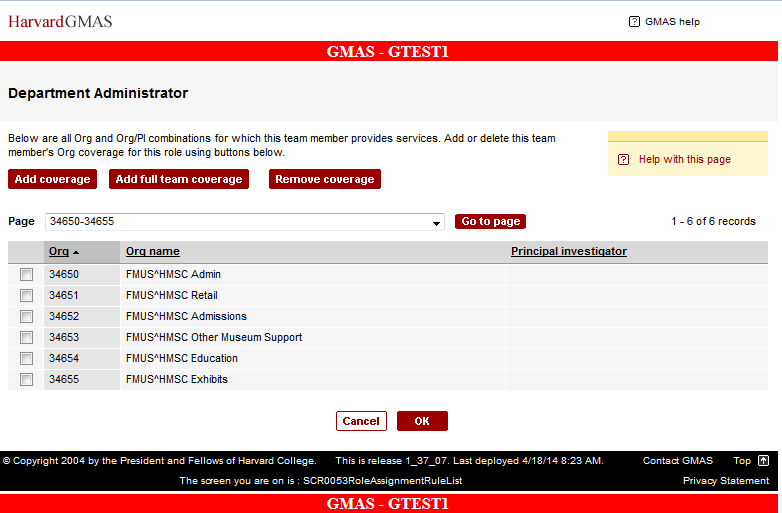 HarvardGMAS
? GMAS help
GMAS - GTEST1
Department Administrator
Below are all Org and Org/PI combinations for which this team member provides services. Add or delete this team
member's Org coverage for this role using buttons below.
? Help with this page
Add coverage Add full team coverage Remove coverage
Page 34650-34655 Go to page 1 - 6 of 6 records
Org Org name Principal investigator
34650 FMUS^HMSC Admin
34651 FMUS^HMSC Retail
34652 FMUS^HMSC Admissions
34653 FMUS^HMSC Other Museum Support
34654 FMUS^HMSC Education
34655 FMUS^HMSC Exhibits
Cancel OK
© Copyright 2004 by the President and Fellows of Harvard College. This is release 1_37_07. Last deployed 4/18/14 8:23 AM. Contact GMAS Top
The screen you are on is : SCR0053RoleAssignmentRuleList Privacy Statement
GMAS - GTEST1